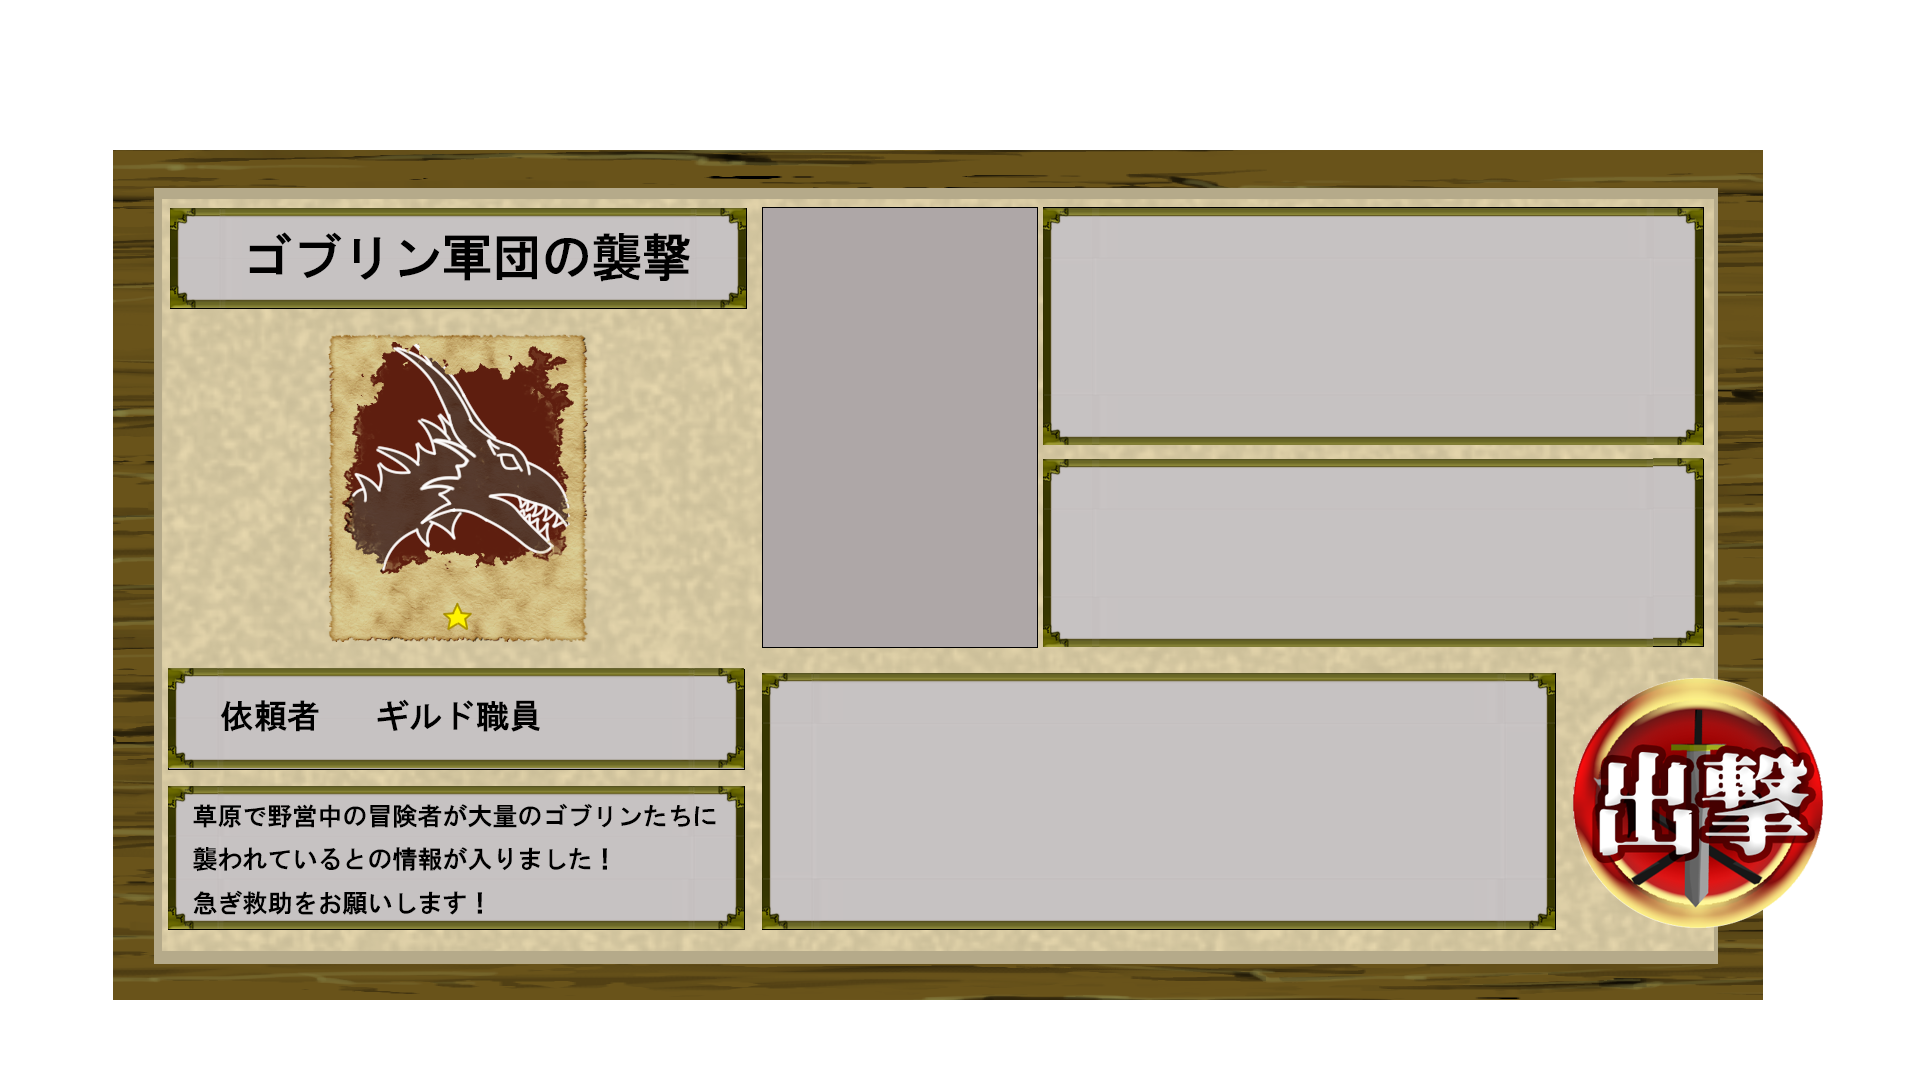 ゴブリン軍団の襲撃
依頼者 ギルド職員
草原で野営中の冒険者が大量のゴブリンたちに
襲われているとの情報が入りました！
急ぎ救助をお願いします！
出撃